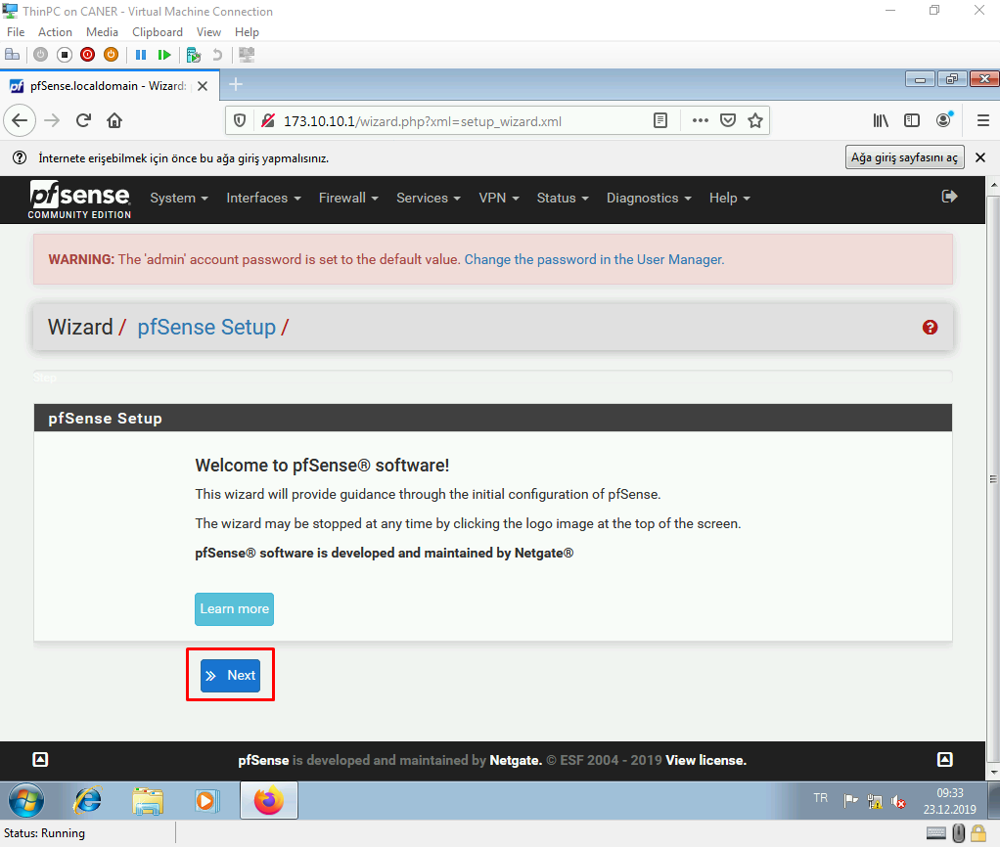 ThinPC on CANER - Virtual Machine Connection
File Action Media Clipboard View Help
pfSense.localdomain - Wizard:
173.10.10.1/wizard.php?xml=setup_wizard.xml
İnternete erişebilmek için önce bu ağa giriş yapmalısınız.
Ağa giriş sayfasını aç
pfsense
COMMUNITY EDITION
System Interfaces Firewall Services VPN Status Diagnostics Help
WARNING: The 'admin' account password is set to the default value. Change the password in the User Manager.
Wizard / pfSense Setup /
Step
pfSense Setup
Welcome to pfSense® software!
This wizard will provide guidance through the initial configuration of pfSense.
The wizard may be stopped at any time by clicking the logo image at the top of the screen.
pfSense® software is developed and maintained by Netgate®
Learn more
Next
pfSense is developed and maintained by Netgate. © ESF 2004 - 2019 View license.
TR
09:33
23.12.2019
Status: Running